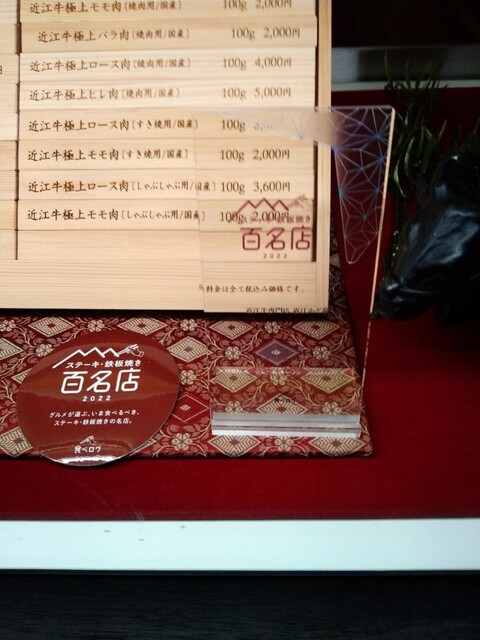 近江牛極上モモ肉［焼肉用/国産］ 100g 2,000円
近江牛極上バラ肉［焼肉用/国産］ 100g 2,000円
近江牛極上ロース肉［焼肉用/国産］ 100g 4,000円
近江牛極上ヒレ肉［焼肉用/国産］ 100g 5,000円
近江牛極上ロース肉［すき焼用/国産］ 100g
近江牛極上モモ肉［すき焼用/国産］ 100g 2,000円
近江牛極上ロース肉［しゃぶしゃぶ用/国産］ 100g 3,600円
近江牛極上モモ肉［しゃぶしゃぶ用/国産］ 100g 2,000円
円
※料金は全て税込み価格です。
ステーキ・鉄板焼き
百名店
2022
ステーキ・鉄板焼き
百名店
2022
グルメが選ぶ、いま食べるべき、
ステーキ・鉄板焼きの名店。
食べログ